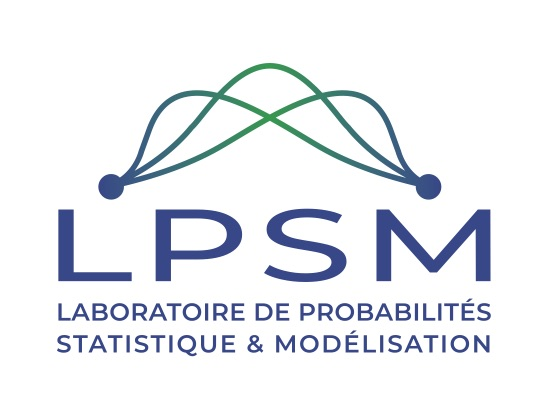 LPSM
LABORATOIRE DE PROBABILITÉS
STATISTIQUE & MODÉLISATION